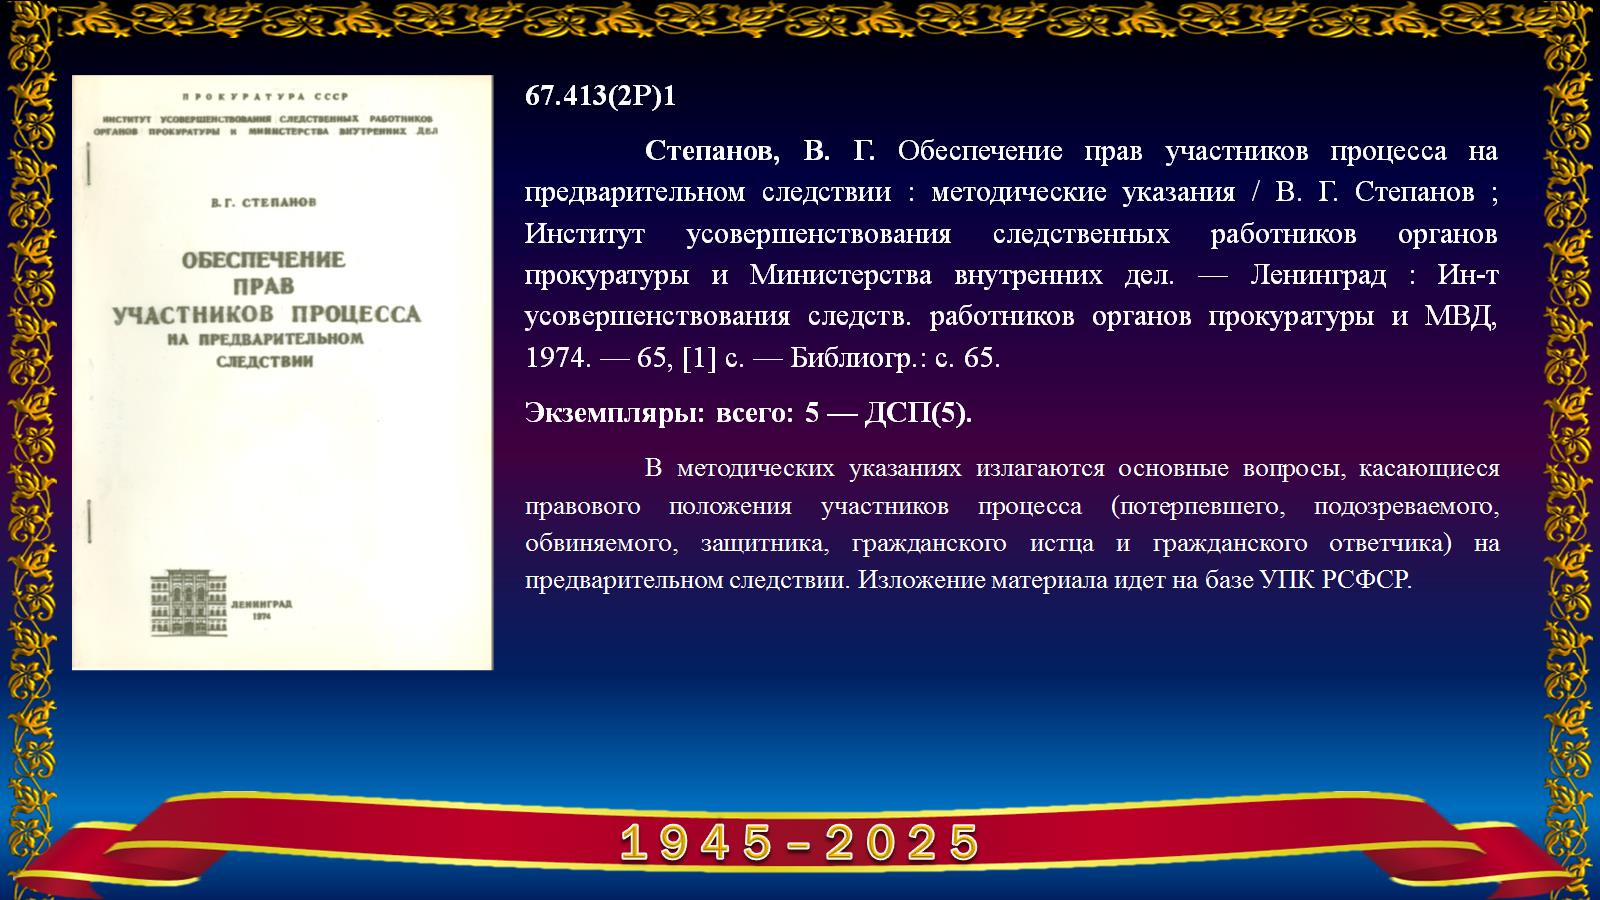 ПРОКУРАТУРА СССР
ИНСТИТУТ УСОВЕРШЕНСТВОВАНИЯ СЛЕДСТВЕННЫХ РАБОТНИКОВ
ОРГАНОВ ПРОКУРАТУРЫ И МИНИСТЕРСТВА ВНУТРЕННИХ ДЕЛ
В.Г. СТЕПАНОВ
ОБЕСПЕЧЕНИЕ
ПРАВ
УЧАСТНИКОВ ПРОЦЕССА
НА ПРЕДВАРИТЕЛЬНОМ
СЛЕДСТВИИ
ЛЕНИНГРАД
1974
67.413(2Р)1
Степанов, В. Г. Обеспечение прав участников процесса на
предварительном следствии : методические указания / В. Г. Степанов ;
Институт усовершенствования следственных работников органов
прокуратуры и Министерства внутренних дел. — Ленинград : Ин-т
усовершенствования следств. работников органов прокуратуры и МВД,
1974. — 65, [1] с. — Библиогр.: с. 65.
Экземпляры: всего: 5 — ДСП(5).
В методических указаниях излагаются основные вопросы, касающиеся
правового положения участников процесса (потерпевшего, подозреваемого,
обвиняемого, защитника, гражданского истца и гражданского ответчика) на
предварительном следствии. Изложение материала идет на базе УПК РСФСР.
1945–2025